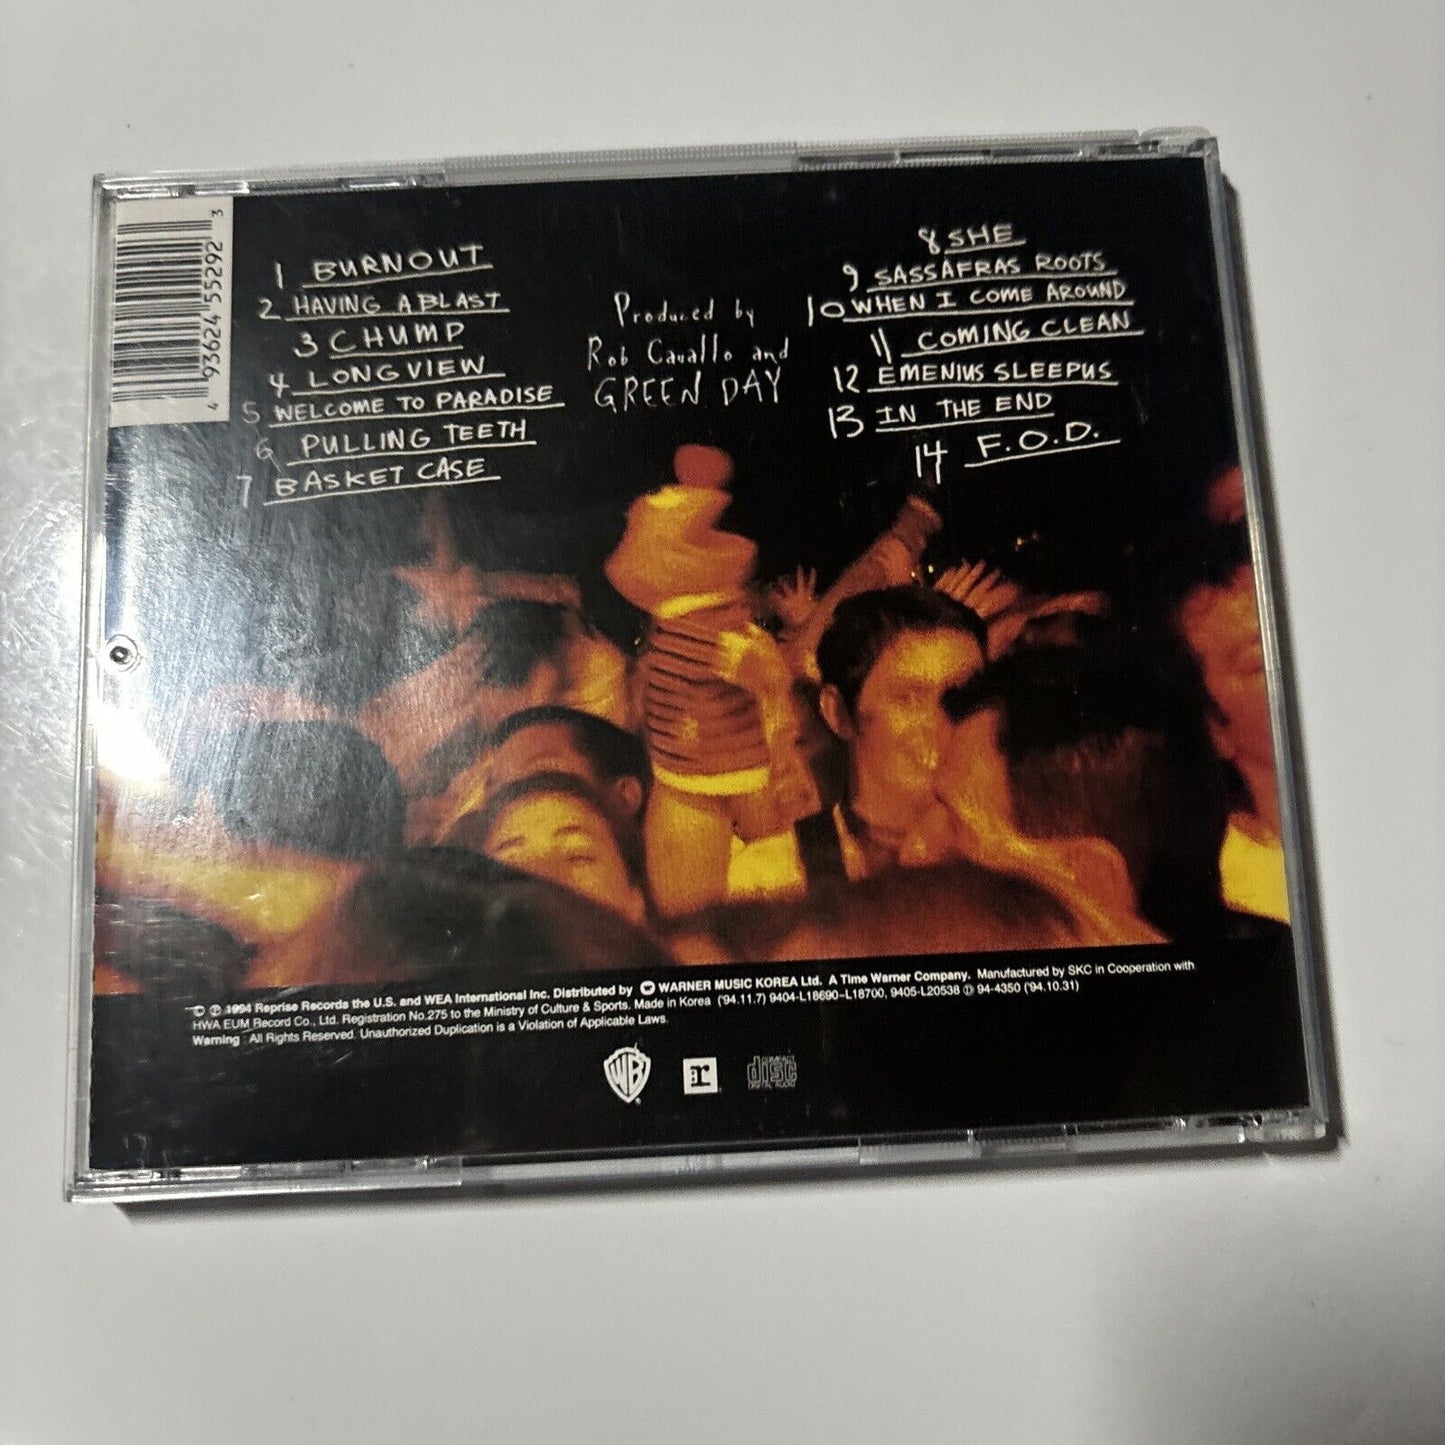 4 93624 55292 3
1 BURNOUT
2 HAVING A BLAST
3 CHUMP
4 LONGVIEW
5 WELCOME TO PARADISE
6 PULLING TEETH
7 BASKET CASE
Produced by
Rob Cavallo and
GREEN DAY
8 SHE
9 SASSAFRAS ROOTS
10 WHEN I COME AROUND
11 COMING CLEAN
12 EMENIUS SLEEPUS
13 IN THE END
14 F.O.D.
© ℗ 1994 Reprise Records the U.S. and WEA International Inc. Distributed by WARNER MUSIC KOREA Ltd. A Time Warner Company. Manufactured by SKC in Cooperation with
HWA EUM Record Co., Ltd. Registration No.275 to the Ministry of Culture & Sports. Made in Korea ('94.11.7) 9404-L18690~L18700, 9405-L20538 ℗ 94-4350 ('94.10.31)
Warning : All Rights Reserved. Unauthorized Duplication is a Violation of Applicable Laws.
WB r COMPACT disc DIGITAL AUDIO